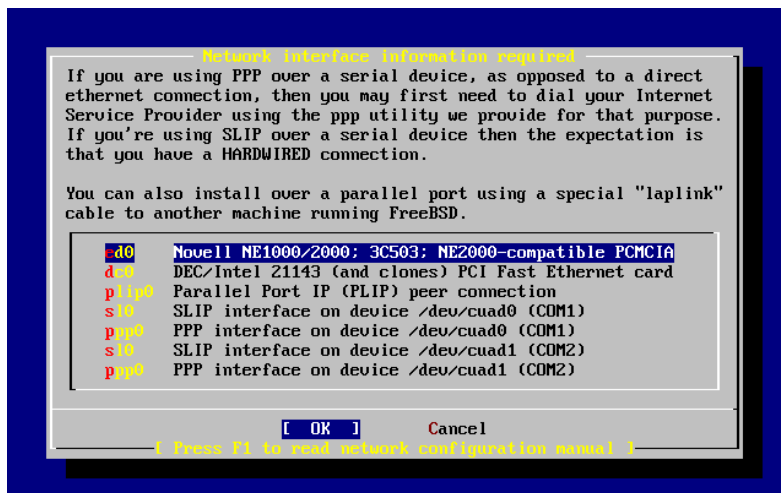 Network interface information required
If you are using PPP over a serial device, as opposed to a direct
ethernet connection, then you may first need to dial your Internet
Service Provider using the ppp utility we provide for that purpose.
If you're using SLIP over a serial device then the expectation is
that you have a HARDWIRED connection.
You can also install over a parallel port using a special "laplink"
cable to another machine running FreeBSD.
ed0 Novell NE1000/2000; 3C503; NE2000-compatible PCMCIA
dc0 DEC/Intel 21143 (and clones) PCI Fast Ethernet card
plip0 Parallel Port IP (PLIP) peer connection
sl0 SLIP interface on device /dev/cuad0 (COM1)
ppp0 PPP interface on device /dev/cuad0 (COM1)
sl0 SLIP interface on device /dev/cuad1 (COM2)
ppp0 PPP interface on device /dev/cuad1 (COM2)
[ OK ] Cancel
[ Press F1 to read network configuration manual ]